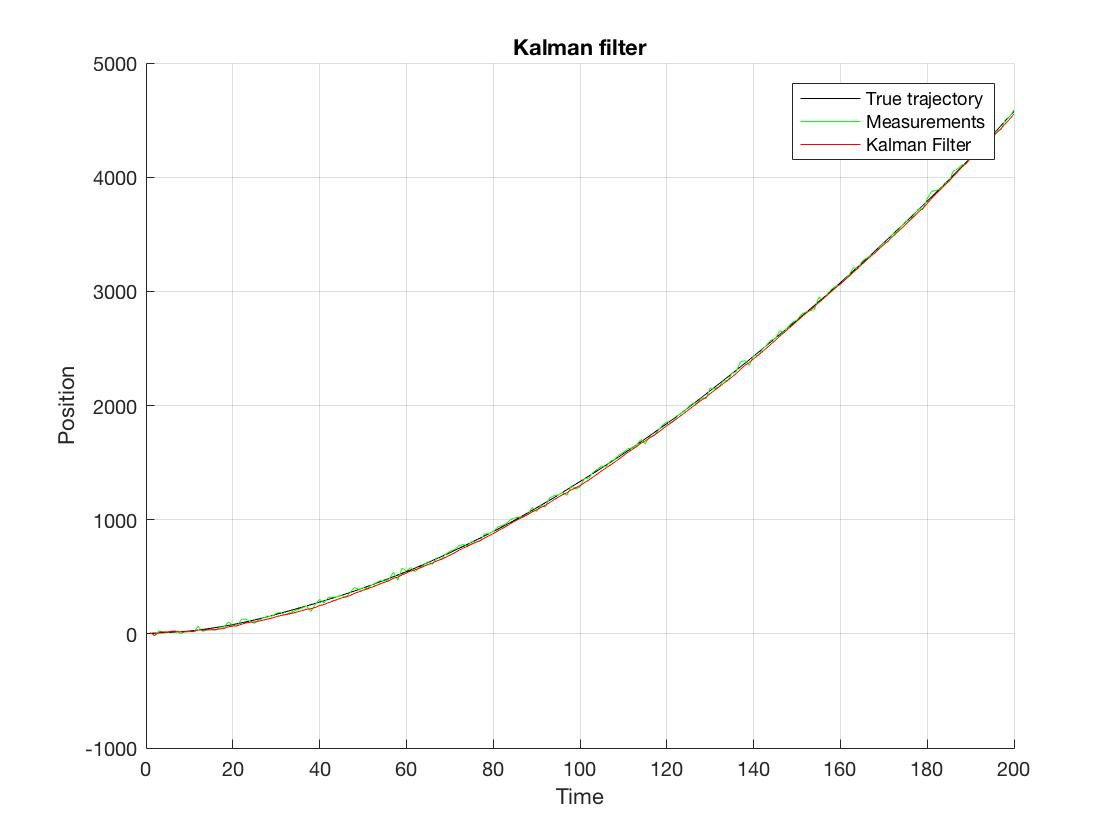 Kalman filter
5000
4000
3000
2000
1000
0
-1000
Position
True trajectory
Measurements
Kalman Filter
0 20 40 60 80 100 120 140 160 180 200
Time